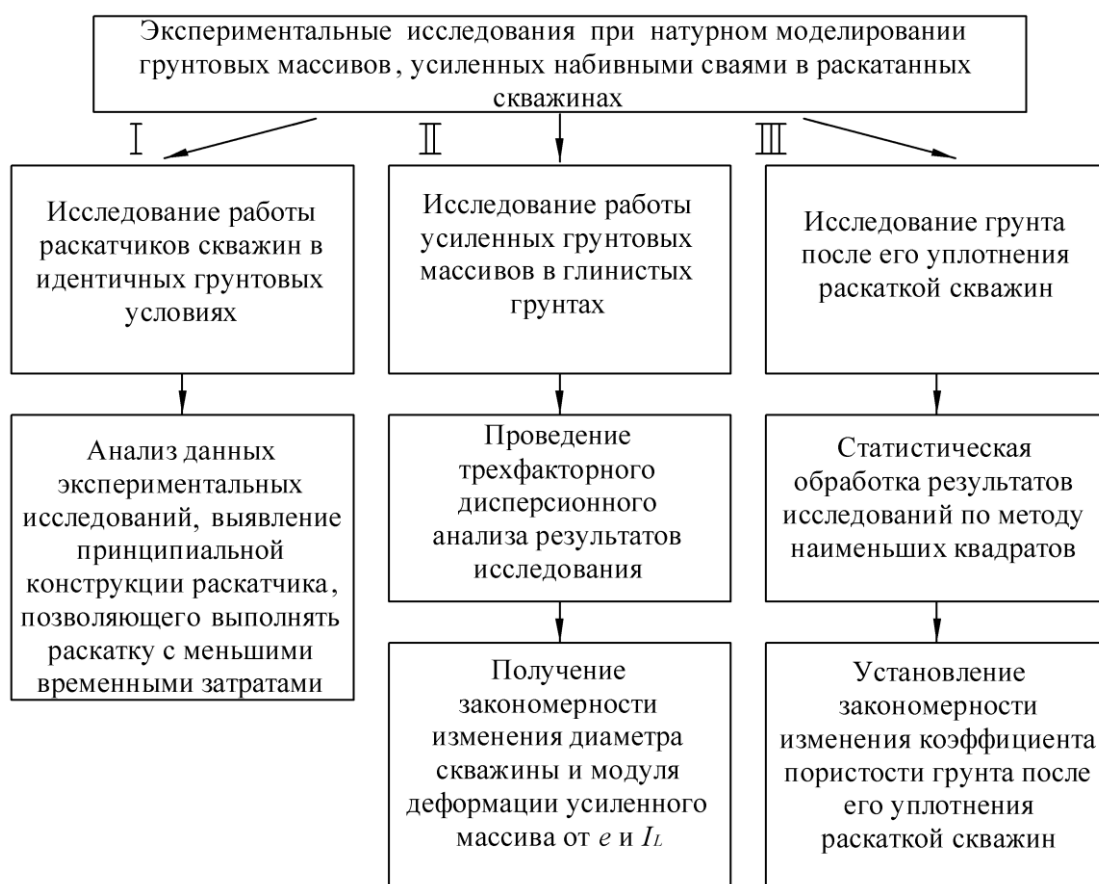 Экспериментальные исследования при натурном моделировании
грунтовых массивов, усиленных набивными сваями в раскатанных
скважинах
I
II
III
Исследование работы
раскатчиков скважин в
идентичных грунтовых
условиях
Исследование работы
усиленных грунтовых
массивов в глинистых
грунтах
Исследование грунта
после его уплотнения
раскаткой скважин
Анализ данных
экспериментальных
исследований, выявление
принципиальной
конструкции раскатчика,
позволяющего выполнять
раскатку с меньшими
временными затратами
Проведение
трехфакторного
дисперсионного
анализа результатов
исследования
Статистическая
обработка результатов
исследований по методу
наименьших квадратов
Получение
закономерности
изменения диаметра
скважины и модуля
деформации усиленного
массива от e и IL
Установление
закономерности
изменения коэффициента
пористости грунта после
его уплотнения
раскаткой скважин